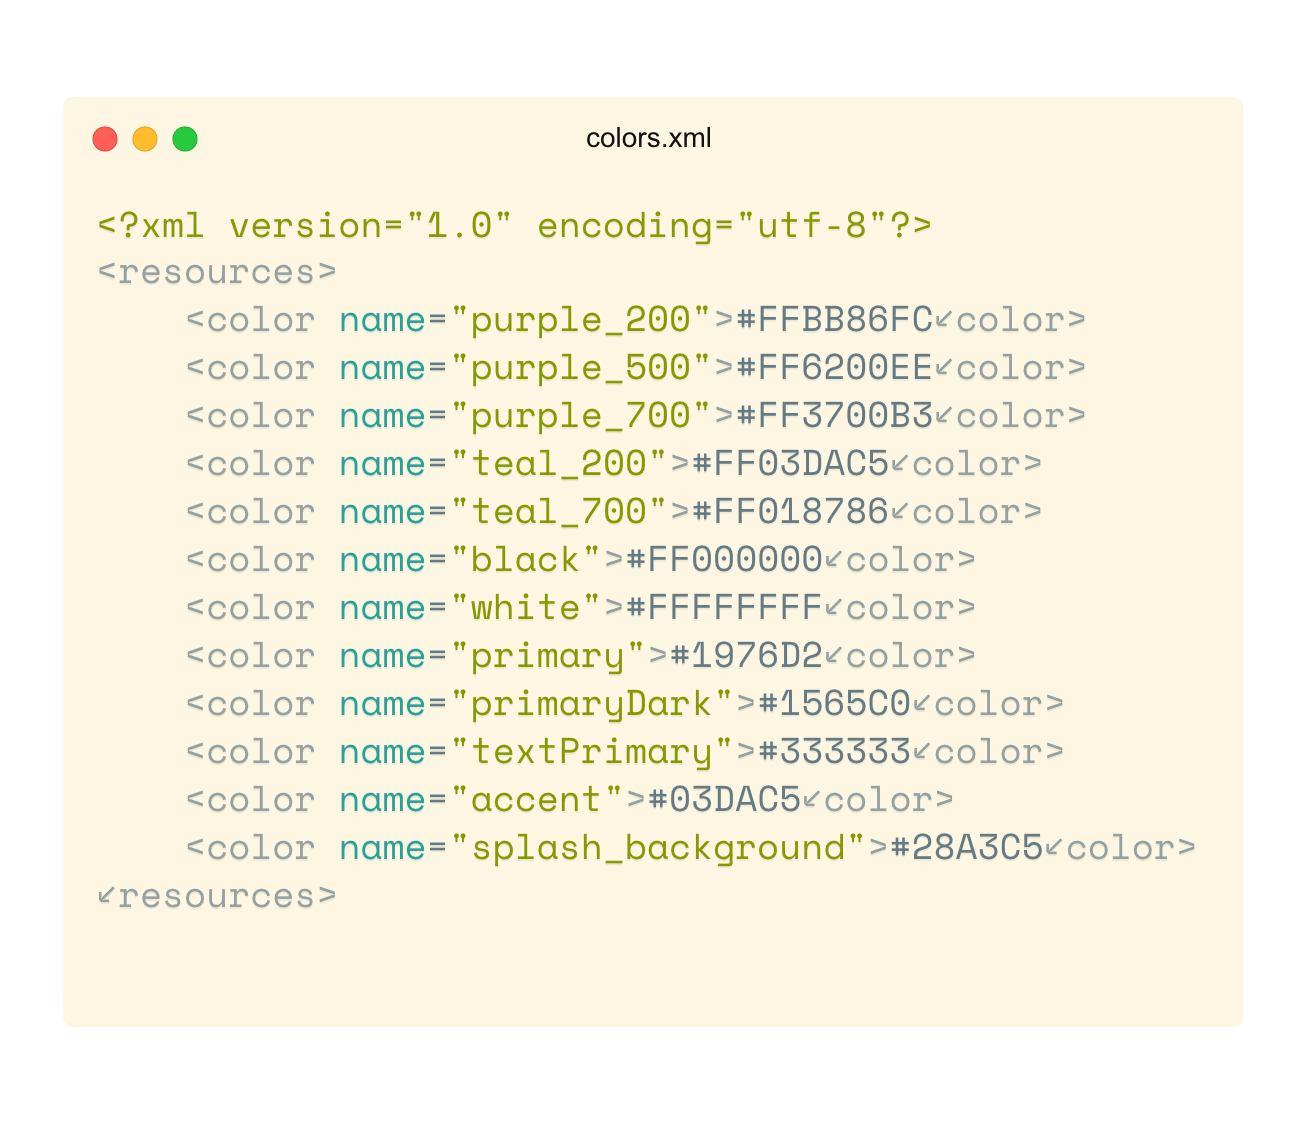 colors.xml
<?xml version="1.0" encoding="utf-8"?>
<resources>
    <color name="purple_200">#FFBB86FC</color>
    <color name="purple_500">#FF6200EE</color>
    <color name="purple_700">#FF3700B3</color>
    <color name="teal_200">#FF03DAC5</color>
    <color name="teal_700">#FF018786</color>
    <color name="black">#FF000000</color>
    <color name="white">#FFFFFFFF</color>
    <color name="primary">#1976D2</color>
    <color name="primaryDark">#1565C0</color>
    <color name="textPrimary">#333333</color>
    <color name="accent">#03DAC5</color>
    <color name="splash_background">#28A3C5</color>
</resources>